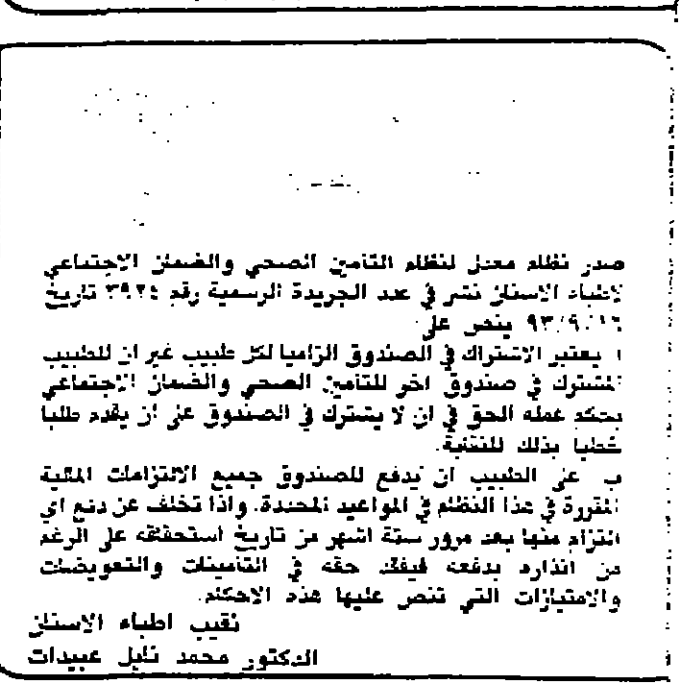 صدر نظام معدل لنظام التامين الصحي والضمان الاجتماعي
لاطباء الاسنان نشر في عدد الجريدة الرسمية رقم ٣٩٢٤ تاريخ
٩٣/٩/١٦ ينص على
ا يعتبر الاشتراك في الصندوق الزاميا لكل طبيب غير ان للطبيب
المشترك في صندوق اخر للتامين الصحي والضمان الاجتماعي
بحكم عمله الحق في ان لا يشترك في الصندوق على ان يقدم طلبا
خطيا بذلك للنقابة.
ب على الطبيب ان يدفع للصندوق جميع الالتزامات المالية
المقررة في هذا النظام في المواعيد المحددة. واذا تخلف عن دفع اي
التزام منها بعد مرور ستة اشهر من تاريخ استحقاقه على الرغم
من انذاره بدفعه فيفقد حقه في التامينات والتعويضات
والامتيازات التي تنص عليها هذه الاحكام.
نقيب اطباء الاسنان
الدكتور محمد نايل عبيدات